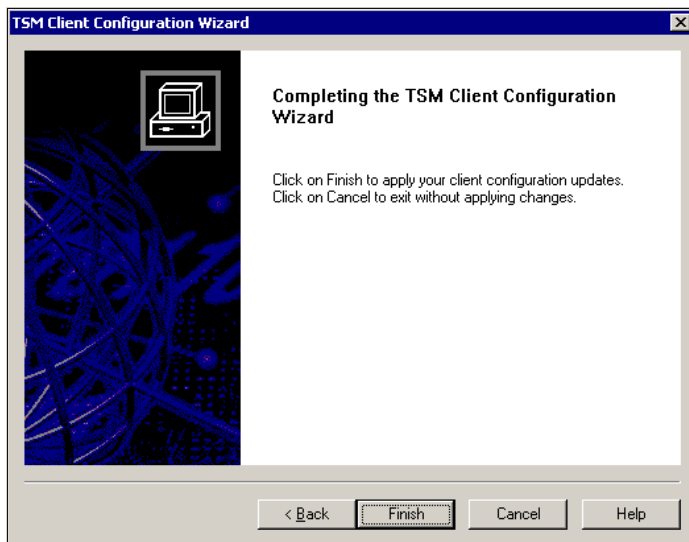 TSM Client Configuration Wizard
Completing the TSM Client Configuration
Wizard
Click on Finish to apply your client configuration updates.
Click on Cancel to exit without applying changes.
< Back
Finish
Cancel
Help